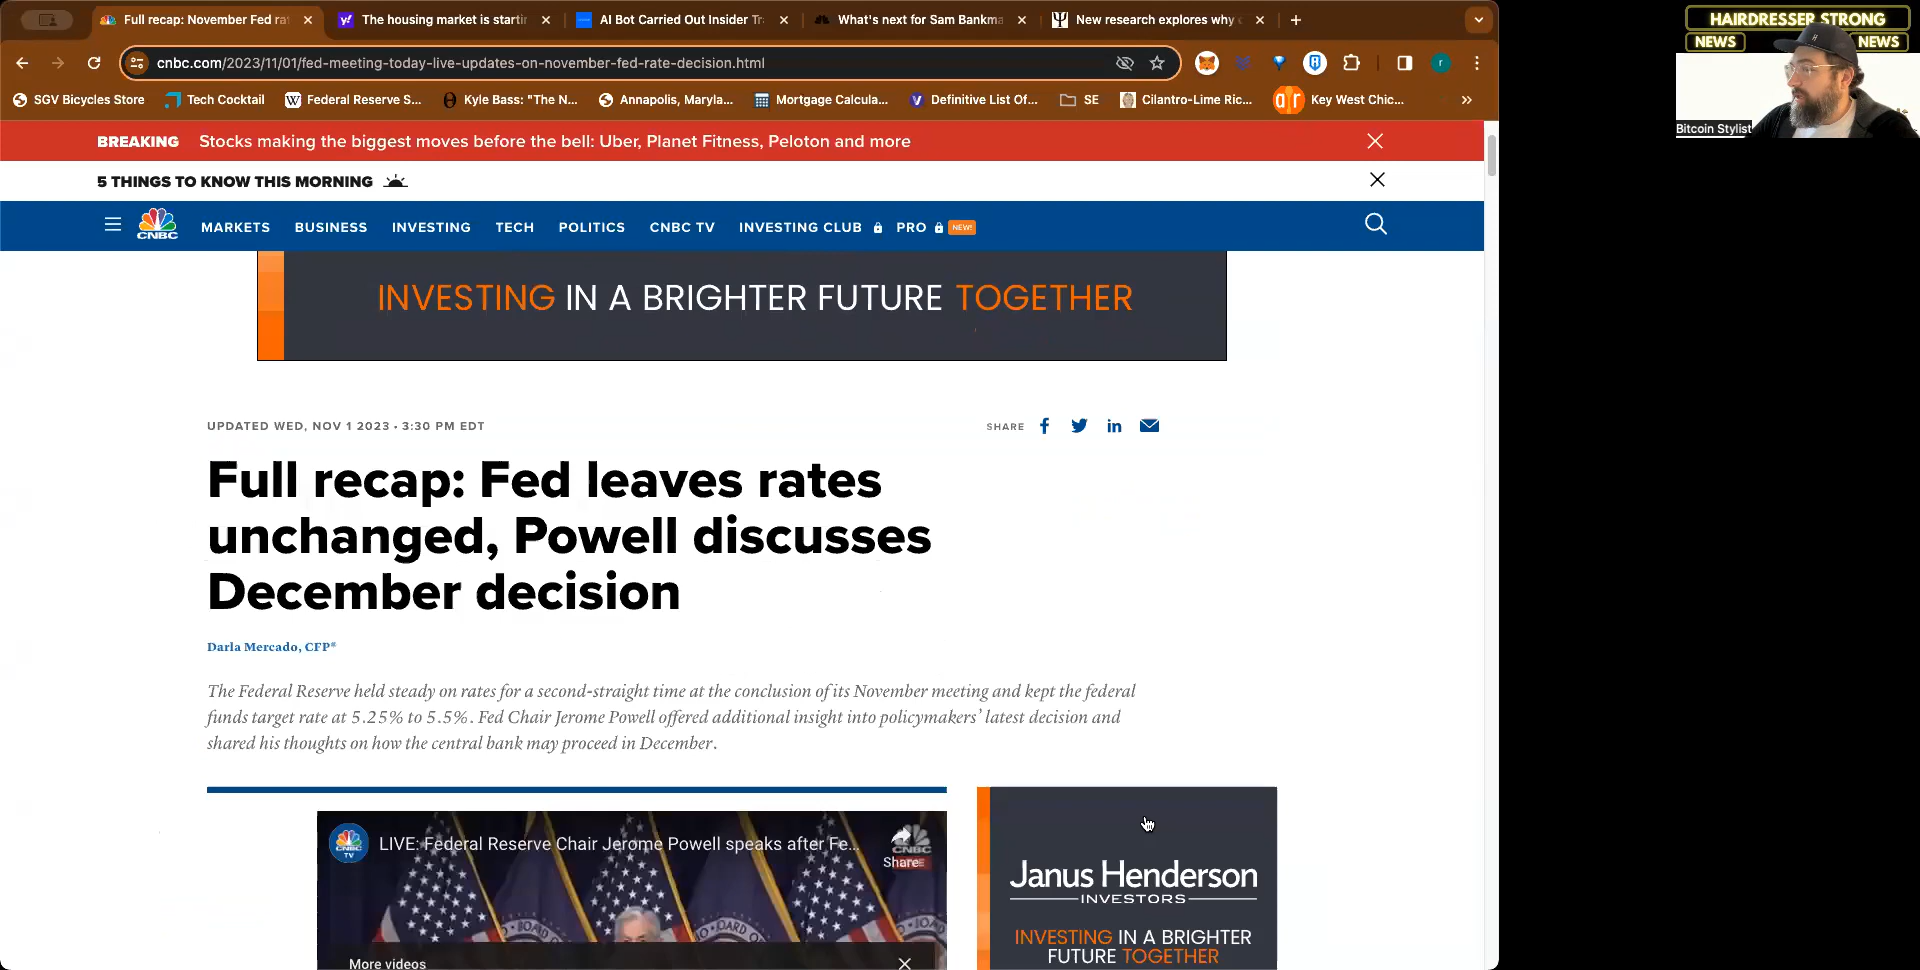 Full recap: November Fed ra
The housing market is startin
AI Bot Carried Out Insider Tr
What's next for Sam Bankma
New research explores why
cnbc.com/2023/11/01/fed-meeting-today-live-updates-on-november-fed-rate-decision.html
SGV Bicycles Store
Tech Cocktail
Federal Reserve S...
Kyle Bass: "The N...
Annapolis, Maryla...
Mortgage Calcula...
Definitive List Of...
SE
Cilantro-Lime Ric...
Key West Chic...
HAIRDRESSER STRONG
NEWS NEWS
Bitcoin Stylist
BREAKING Stocks making the biggest moves before the bell: Uber, Planet Fitness, Peloton and more
5 THINGS TO KNOW THIS MORNING
CNBC
MARKETS BUSINESS INVESTING TECH POLITICS CNBC TV INVESTING CLUB PRO NEW!
INVESTING IN A BRIGHTER FUTURE TOGETHER
UPDATED WED, NOV 1 2023 • 3:30 PM EDT
SHARE
Full recap: Fed leaves rates
unchanged, Powell discusses
December decision
Darla Mercado, CFP®
The Federal Reserve held steady on rates for a second-straight time at the conclusion of its November meeting and kept the federal
funds target rate at 5.25% to 5.5%. Fed Chair Jerome Powell offered additional insight into policymakers' latest decision and
shared his thoughts on how the central bank may proceed in December.
CNBC
TV
LIVE: Federal Reserve Chair Jerome Powell speaks after Fe...
CNBC
Share
More videos
Janus Henderson
INVESTORS
INVESTING IN A BRIGHTER
FUTURE TOGETHER